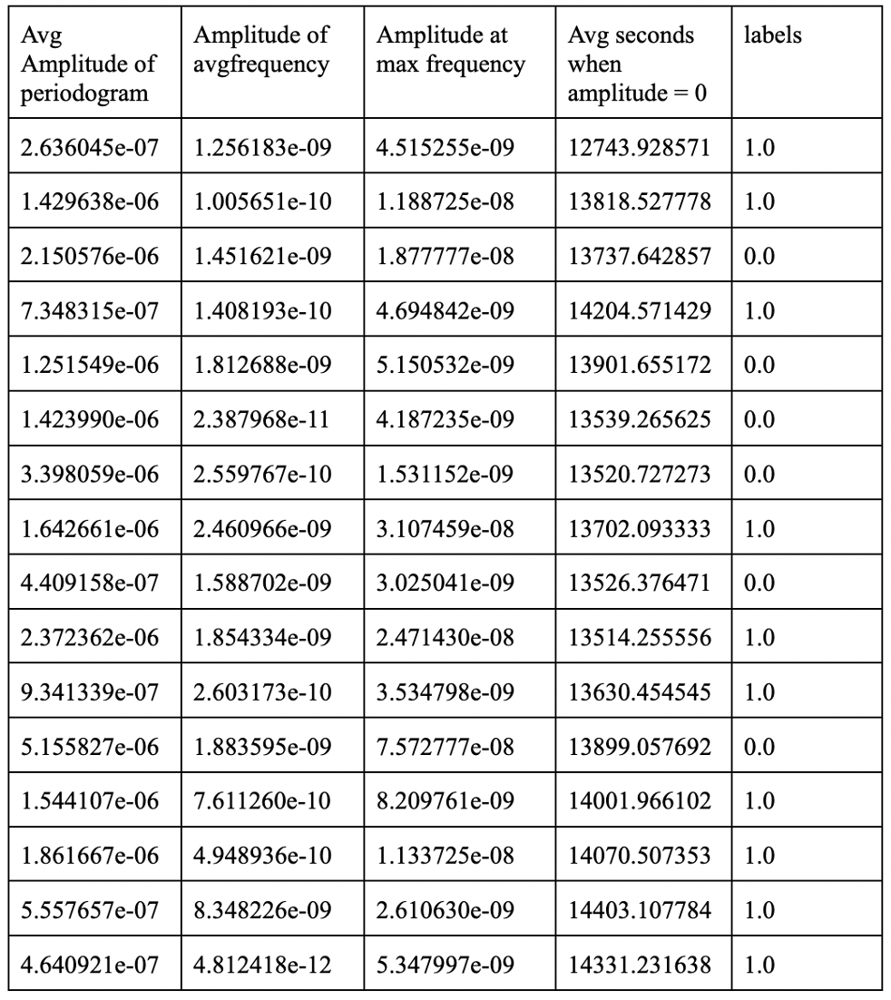 Avg Amplitude of periodogram | Amplitude of avgfrequency | Amplitude at max frequency | Avg seconds when amplitude = 0 | labels
2.636045e-07 | 1.256183e-09 | 4.515255e-09 | 12743.928571 | 1.0
1.429638e-06 | 1.005651e-10 | 1.188725e-08 | 13818.527778 | 1.0
2.150576e-06 | 1.451621e-09 | 1.877777e-08 | 13737.642857 | 0.0
7.348315e-07 | 1.408193e-10 | 4.694842e-09 | 14204.571429 | 1.0
1.251549e-06 | 1.812688e-09 | 5.150532e-09 | 13901.655172 | 0.0
1.423990e-06 | 2.387968e-11 | 4.187235e-09 | 13539.265625 | 0.0
3.398059e-06 | 2.559767e-10 | 1.531152e-09 | 13520.727273 | 0.0
1.642661e-06 | 2.460966e-09 | 3.107459e-08 | 13702.093333 | 1.0
4.409158e-07 | 1.588702e-09 | 3.025041e-09 | 13526.376471 | 0.0
2.372362e-06 | 1.854334e-09 | 2.471430e-08 | 13514.255556 | 1.0
9.341339e-07 | 2.603173e-10 | 3.534798e-09 | 13630.454545 | 1.0
5.155827e-06 | 1.883595e-09 | 7.572777e-08 | 13899.057692 | 0.0
1.544107e-06 | 7.611260e-10 | 8.209761e-09 | 14001.966102 | 1.0
1.861667e-06 | 4.948936e-10 | 1.133725e-08 | 14070.507353 | 1.0
5.557657e-07 | 8.348226e-09 | 2.610630e-09 | 14403.107784 | 1.0
4.640921e-07 | 4.812418e-12 | 5.347997e-09 | 14331.231638 | 1.0